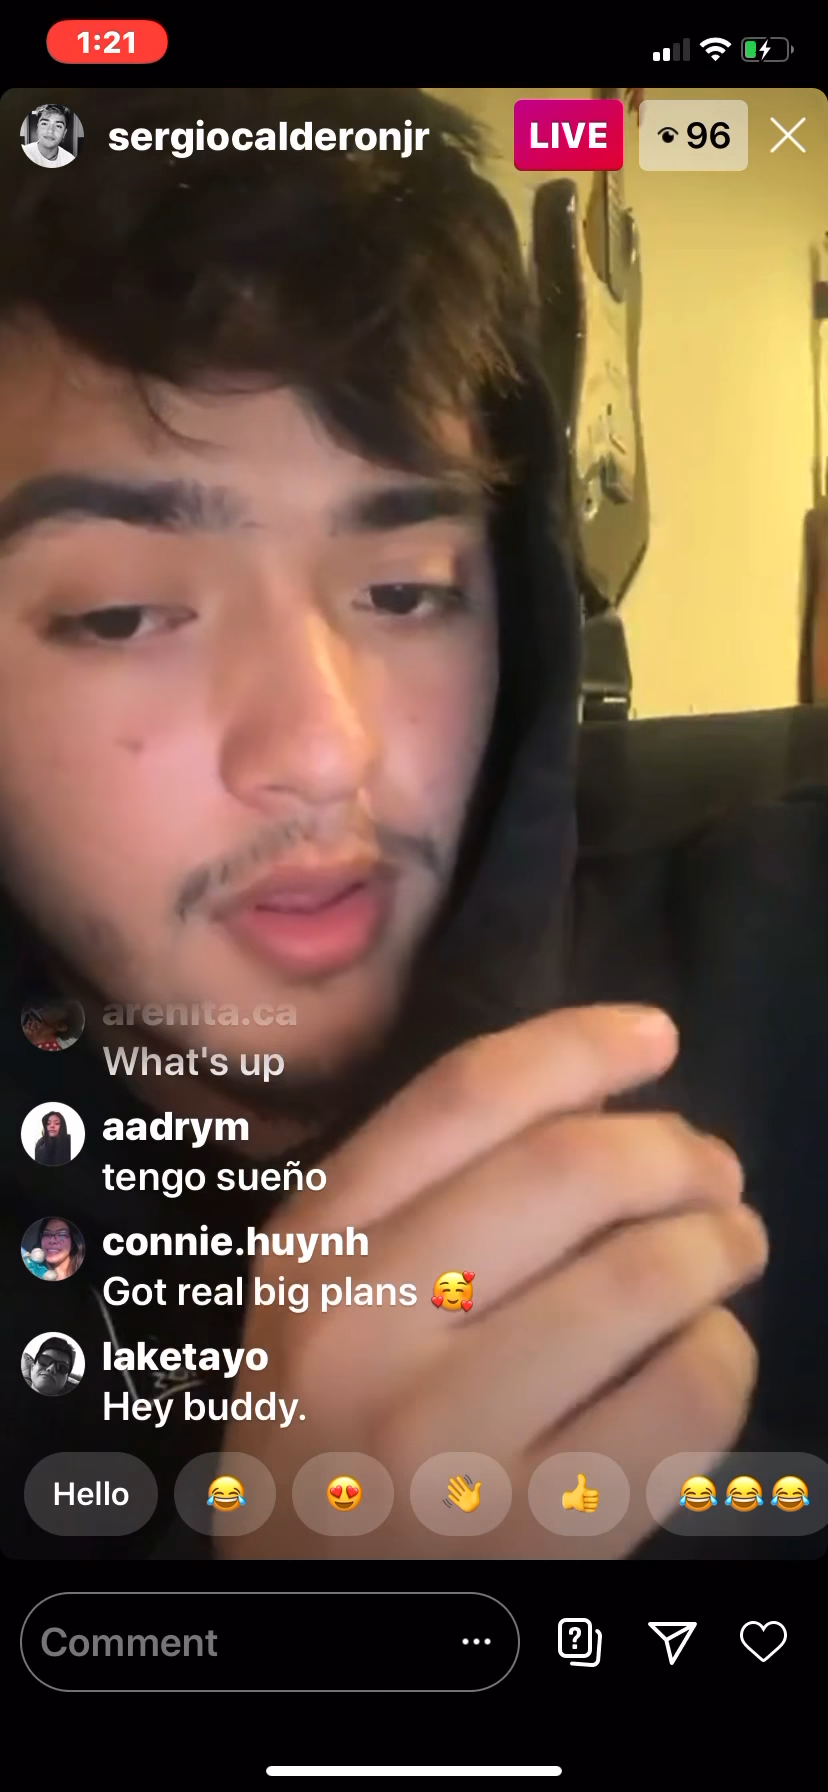 1:21
sergiocalderonjr
LIVE
96
arenita.ca
What's up
aadrym
tengo sueño
connie.huynh
Got real big plans 🥰
laketayo
Hey buddy.
Hello 😂 😍 👋 👍 😂😂😂
Comment